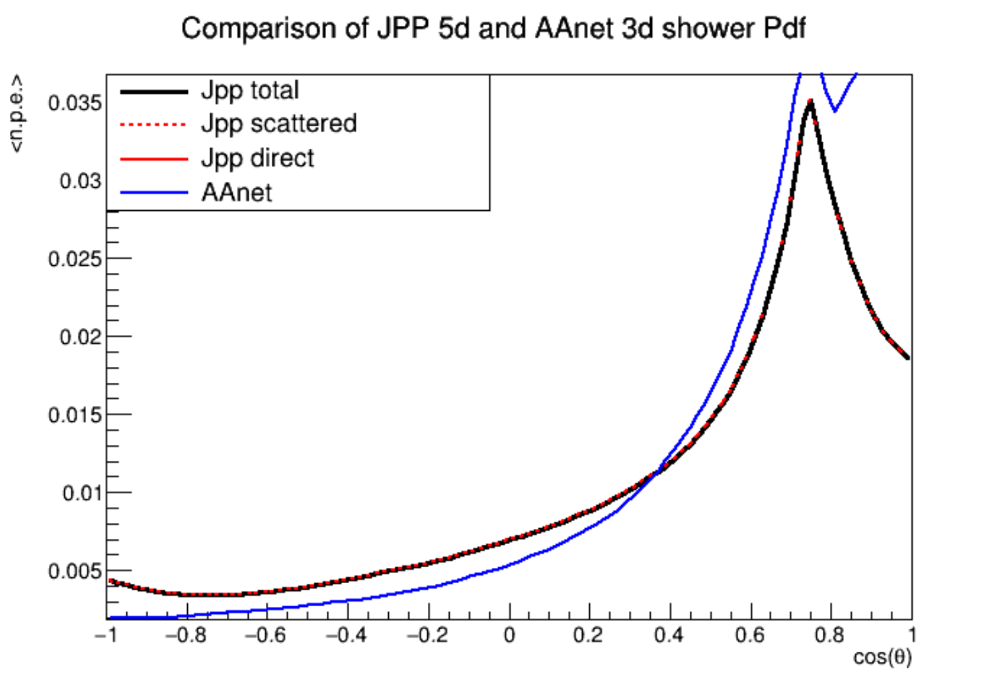 Comparison of JPP 5d and AAnet 3d shower Pdf
<n.p.e.>
Jpp total
Jpp scattered
Jpp direct
AAnet
0.035
0.03
0.025
0.02
0.015
0.01
0.005
−1 −0.8 −0.6 −0.4 −0.2 0 0.2 0.4 0.6 0.8 1
cos(θ)